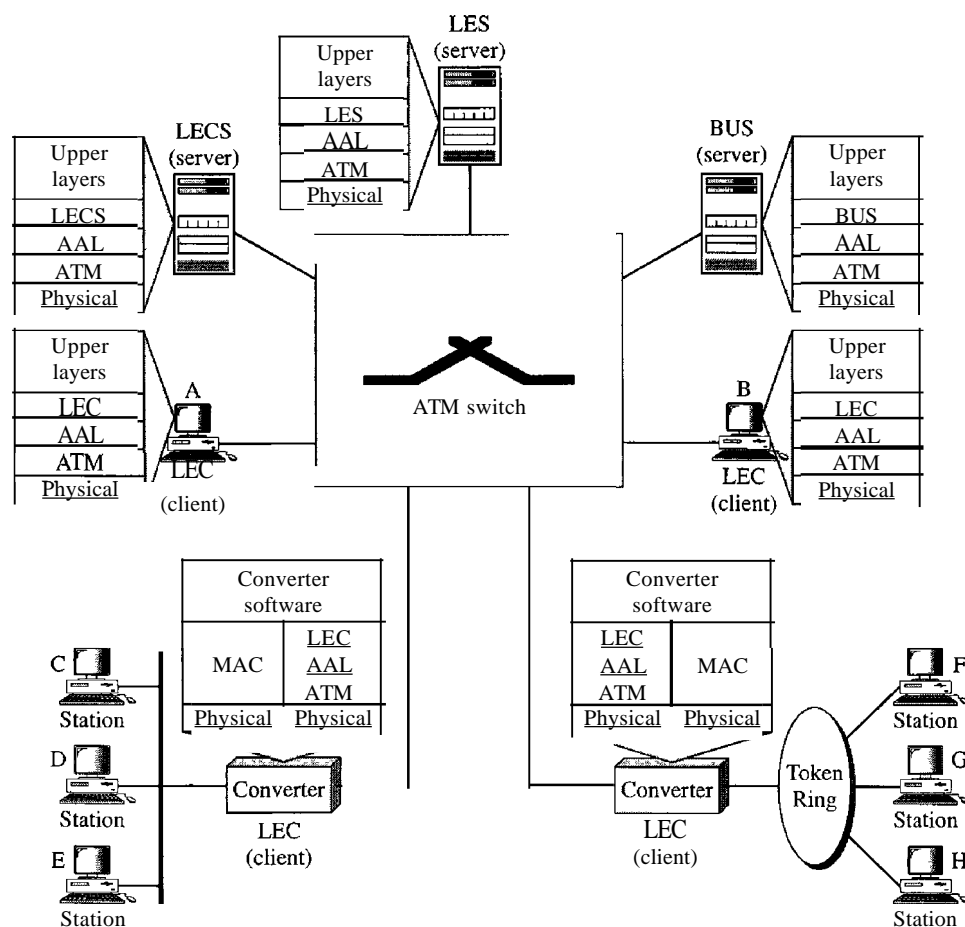 LES
(server)
Upper
layers
LES
AAL
ATM
Physical
LECS
(server)
Upper
layers
LECS
AAL
ATM
Physical
BUS
(server)
Upper
layers
BUS
AAL
ATM
Physical
Upper
layers
LEC
AAL
ATM
Physical
A
LEC
(client)
ATM switch
B
LEC
(client)
Upper
layers
LEC
AAL
ATM
Physical
Converter
software
MAC
LEC
AAL
ATM
Physical
Physical
Converter
software
LEC
AAL
ATM
MAC
Physical
Physical
C
Station
D
Station
E
Station
Converter
LEC
(client)
Converter
LEC
(client)
Token
Ring
F
Station
G
Station
H
Station